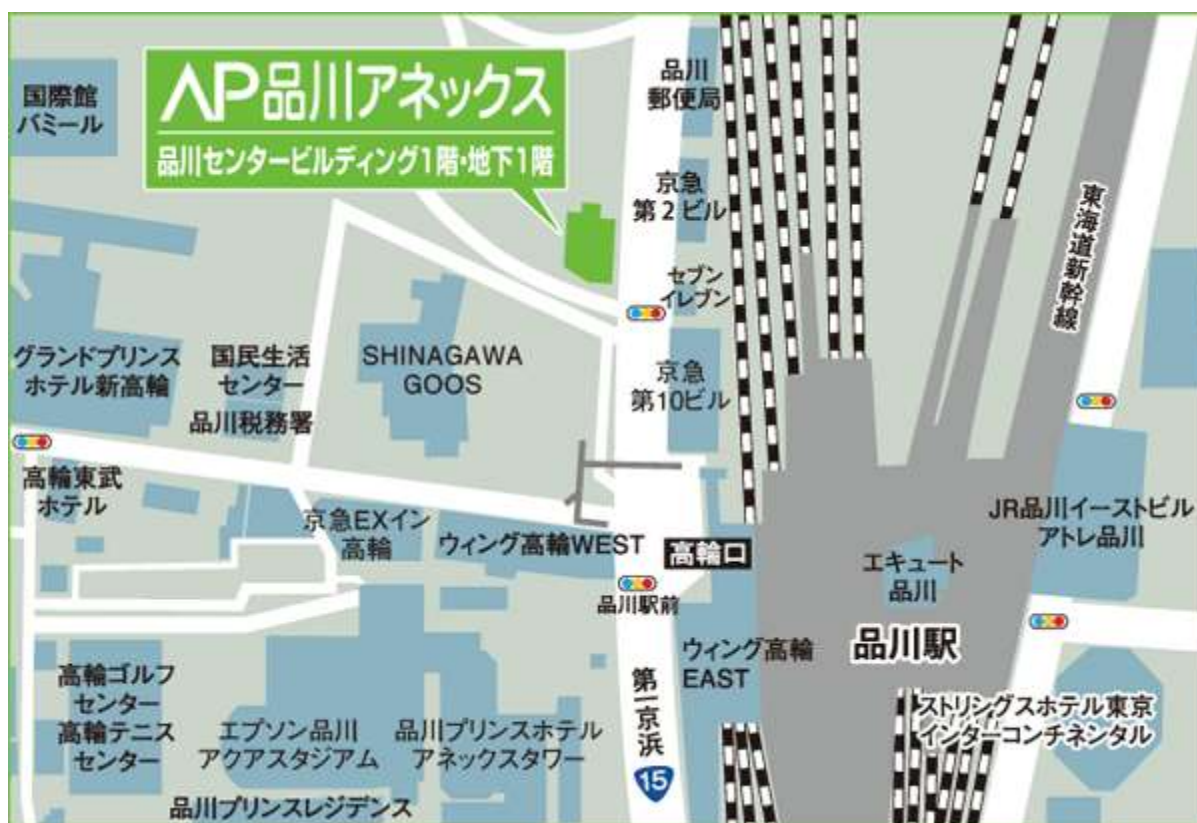 国際館
パミール
AP品川アネックス
品川センタービルディング1階・地下1階
品川
郵便局
京急
第2ビル
セブン
イレブン
東海道新幹線
グランドプリンス
ホテル新高輪
国民生活
センター
品川税務署
SHINAGAWA
GOOS
京急
第10ビル
高輪東武
ホテル
京急EXイン
高輪
ウィング高輪WEST
高輪口
JR品川イーストビル
アトレ品川
エキュート
品川
品川駅前
品川駅
ウィング高輪
EAST
高輪ゴルフ
センター
高輪テニス
センター
エプソン品川
アクアスタジアム
品川プリンスホテル
アネックスタワー
第一京浜
15
ストリングスホテル東京
インターコンチネンタル
品川プリンスレジデンス